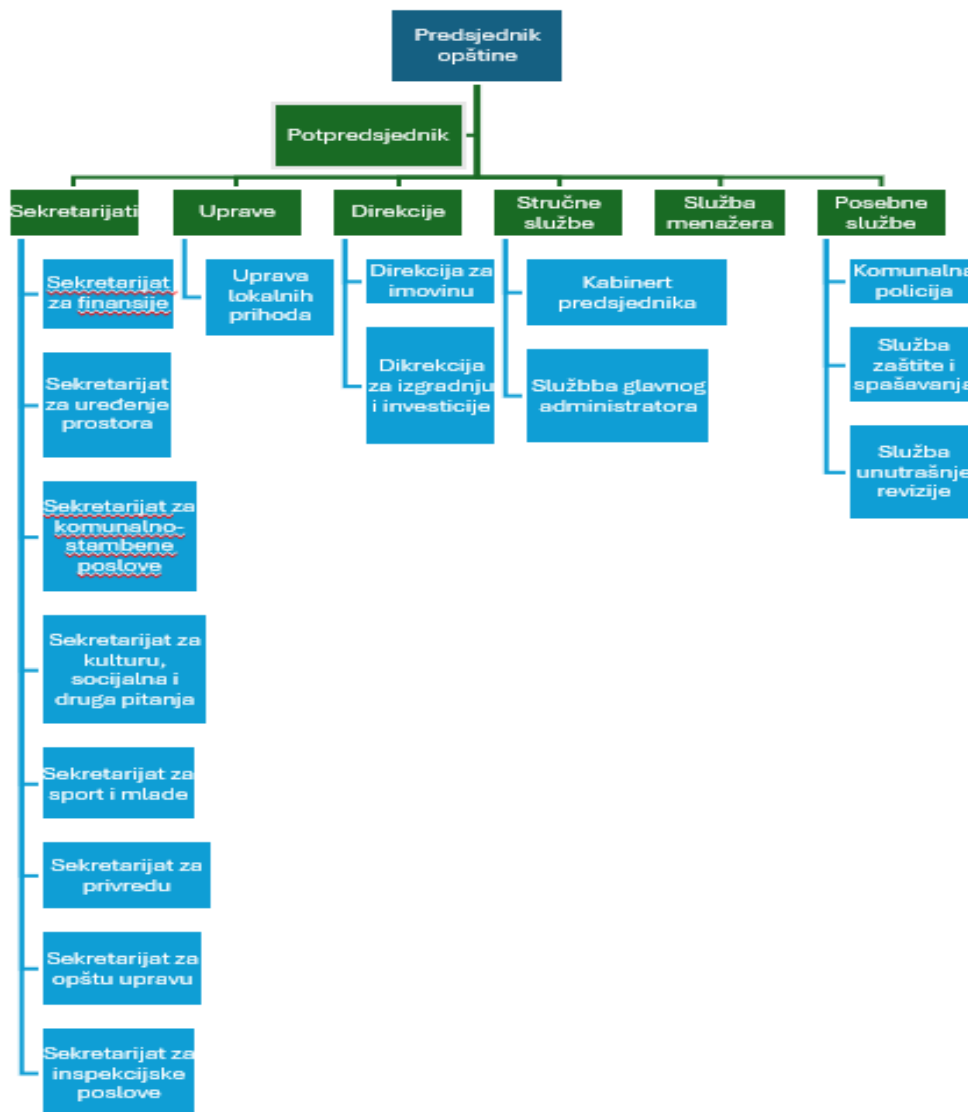 Predsjednik
opštine
Potpredsjednik
Sekretarijati
Uprave
Direkcije
Stručne
službe
Služba
menažera
Posebne
službe
Sekretarijat
za finansije
Sekretarijat
za uređenje
prostora
Sekretarijat za
komunalno-
stambene
poslove
Sekretarijat za
kulturu,
socijalna i
druga pitanja
Sekretarijat za
sport i mlade
Sekretarijat za
privredu
Sekretarijat za
opštu upravu
Sekretarijat za
inspekcijske
poslove
Uprava
lokalnih
prihoda
Direkcija za
imovinu
Dikrekcija
za izgradnju
i investicije
Kabinert
predsjednika
Službba glavnog
administratora
Komunalna
policija
Služba
zaštite i
spašavanja
Služba
unutrašnje
revizije